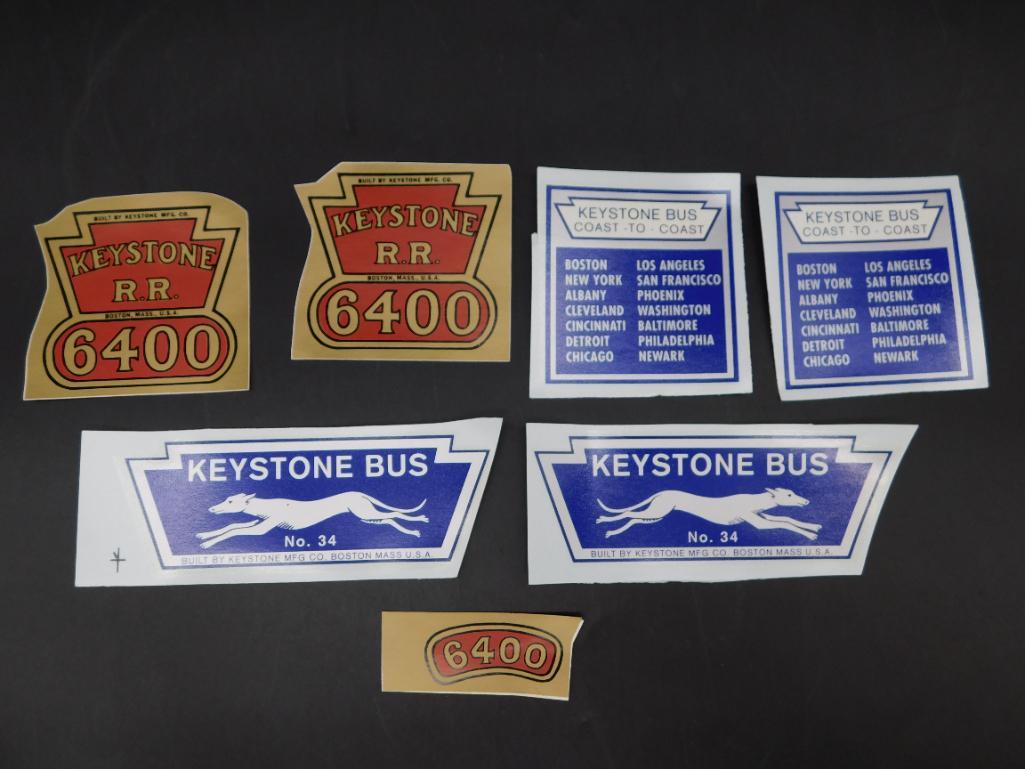 BUILT BY KEYSTONE MFG. CO.
KEYSTONE
R.R.
BOSTON, MASS., U.S.A.
6400
BUILT BY KEYSTONE MFG. CO.
KEYSTONE
R.R.
BOSTON, MASS., U.S.A.
6400
KEYSTONE BUS
COAST - TO - COAST
BOSTON LOS ANGELES
NEW YORK SAN FRANCISCO
ALBANY PHOENIX
CLEVELAND WASHINGTON
CINCINNATI BALTIMORE
DETROIT PHILADELPHIA
CHICAGO NEWARK
KEYSTONE BUS
COAST - TO - COAST
BOSTON LOS ANGELES
NEW YORK SAN FRANCISCO
ALBANY PHOENIX
CLEVELAND WASHINGTON
CINCINNATI BALTIMORE
DETROIT PHILADELPHIA
CHICAGO NEWARK
KEYSTONE BUS
No. 34
BUILT BY KEYSTONE MFG CO. BOSTON MASS U.S.A.
KEYSTONE BUS
No. 34
BUILT BY KEYSTONE MFG CO. BOSTON MASS U.S.A.
6400